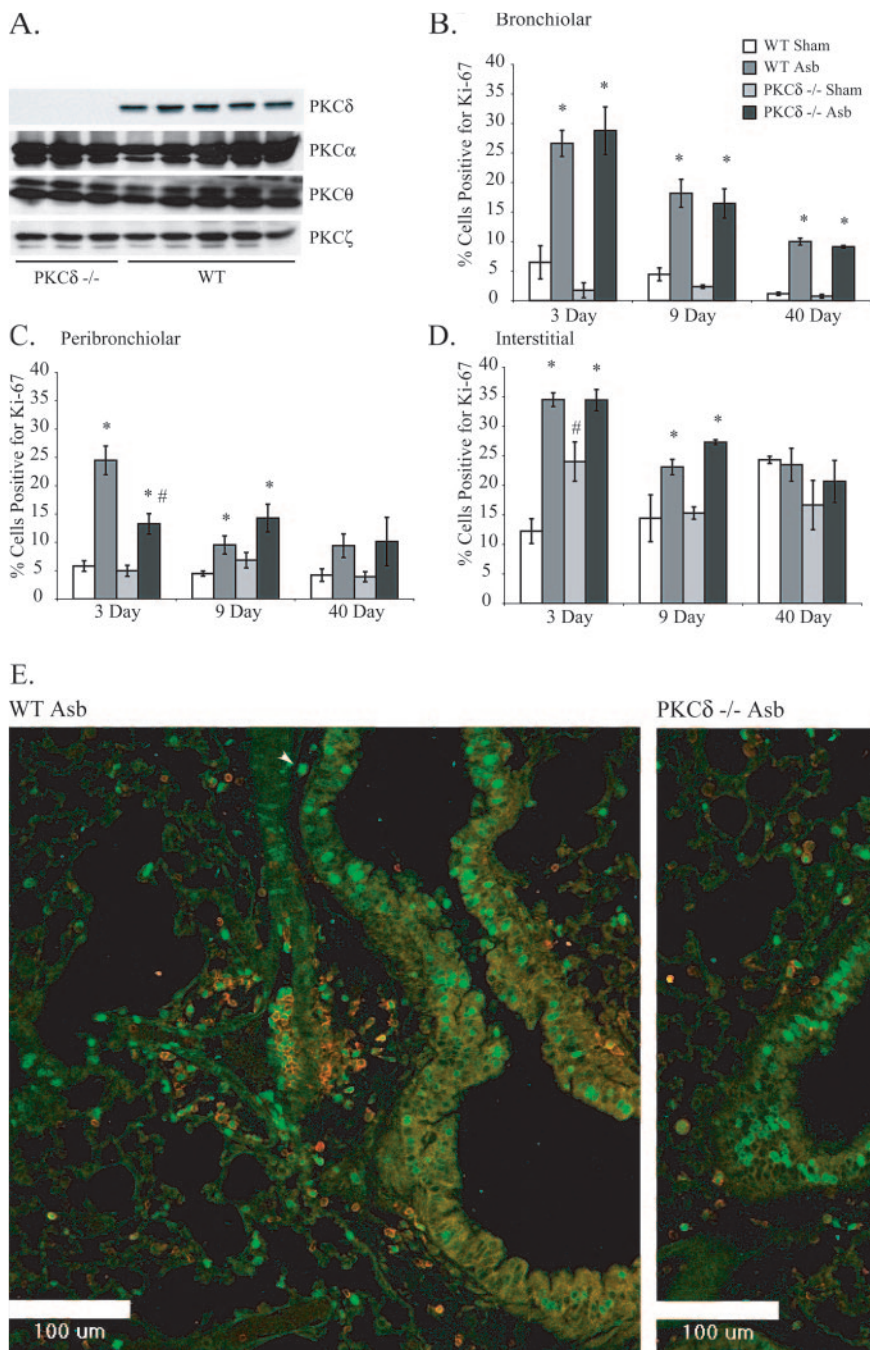 A.
PKCδ
PKCα
PKCθ
PKCζ
PKCδ -/- WT
B. Bronchiolar
WT Sham
WT Asb
PKCδ -/- Sham
PKCδ -/- Asb
% Cells Positive for Ki-67
40
35
30
25
20
15
10
5
0
* * * * * *
3 Day 9 Day 40 Day
C. Peribronchiolar
% Cells Positive for Ki-67
40
35
30
25
20
15
10
5
0
* * # * *
3 Day 9 Day 40 Day
D. Interstitial
% Cells Positive for Ki-67
40
35
30
25
20
15
10
5
0
* # * * *
3 Day 9 Day 40 Day
E.
WT Asb
100 um
PKCδ -/- Asb
100 um